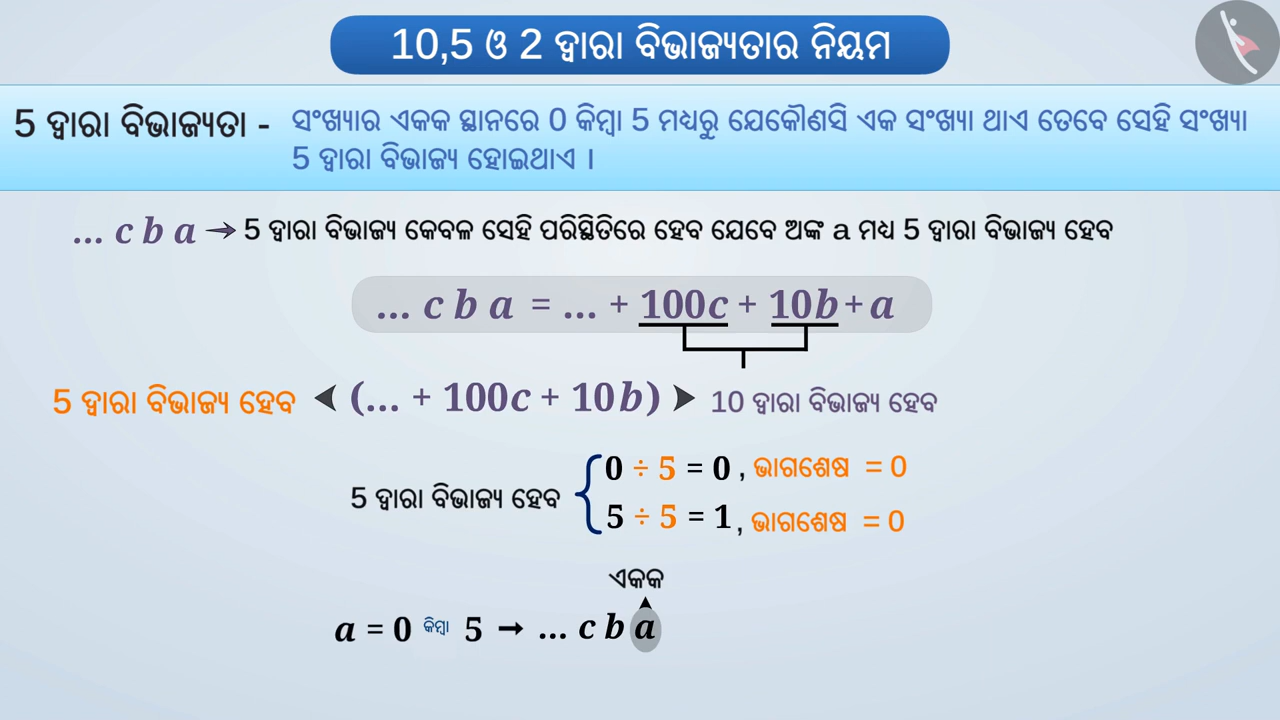 10,5 ଓ 2 ଦ୍ୱାରା ବିଭାଜ୍ୟତାର ନିୟମ
5 ଦ୍ୱାରା ବିଭାଜ୍ୟତା - ସଂଖ୍ୟାର ଏକକ ସ୍ଥାନରେ 0 କିମ୍ବା 5 ମଧ୍ୟରୁ ଯେକୌଣସି ଏକ ସଂଖ୍ୟା ଥାଏ ତେବେ ସେହି ସଂଖ୍ୟା
5 ଦ୍ୱାରା ବିଭାଜ୍ୟ ହୋଇଥାଏ ।
... c b a → 5 ଦ୍ୱାରା ବିଭାଜ୍ୟ କେବଳ ସେହି ପରିସ୍ଥିତିରେ ହେବ ଯେବେ ଅଙ୍କ a ମଧ୍ୟ 5 ଦ୍ୱାରା ବିଭାଜ୍ୟ ହେବ
... c b a = ... + 100c + 10b + a
5 ଦ୍ୱାରା ବିଭାଜ୍ୟ ହେବ ◄ (... + 100c + 10b) ► 10 ଦ୍ୱାରା ବିଭାଜ୍ୟ ହେବ
5 ଦ୍ୱାରା ବିଭାଜ୍ୟ ହେବ { 0 ÷ 5 = 0 , ଭାଗଶେଷ = 0
5 ÷ 5 = 1 , ଭାଗଶେଷ = 0
ଏକକ
a = 0 କିମ୍ବା 5 → ... c b a